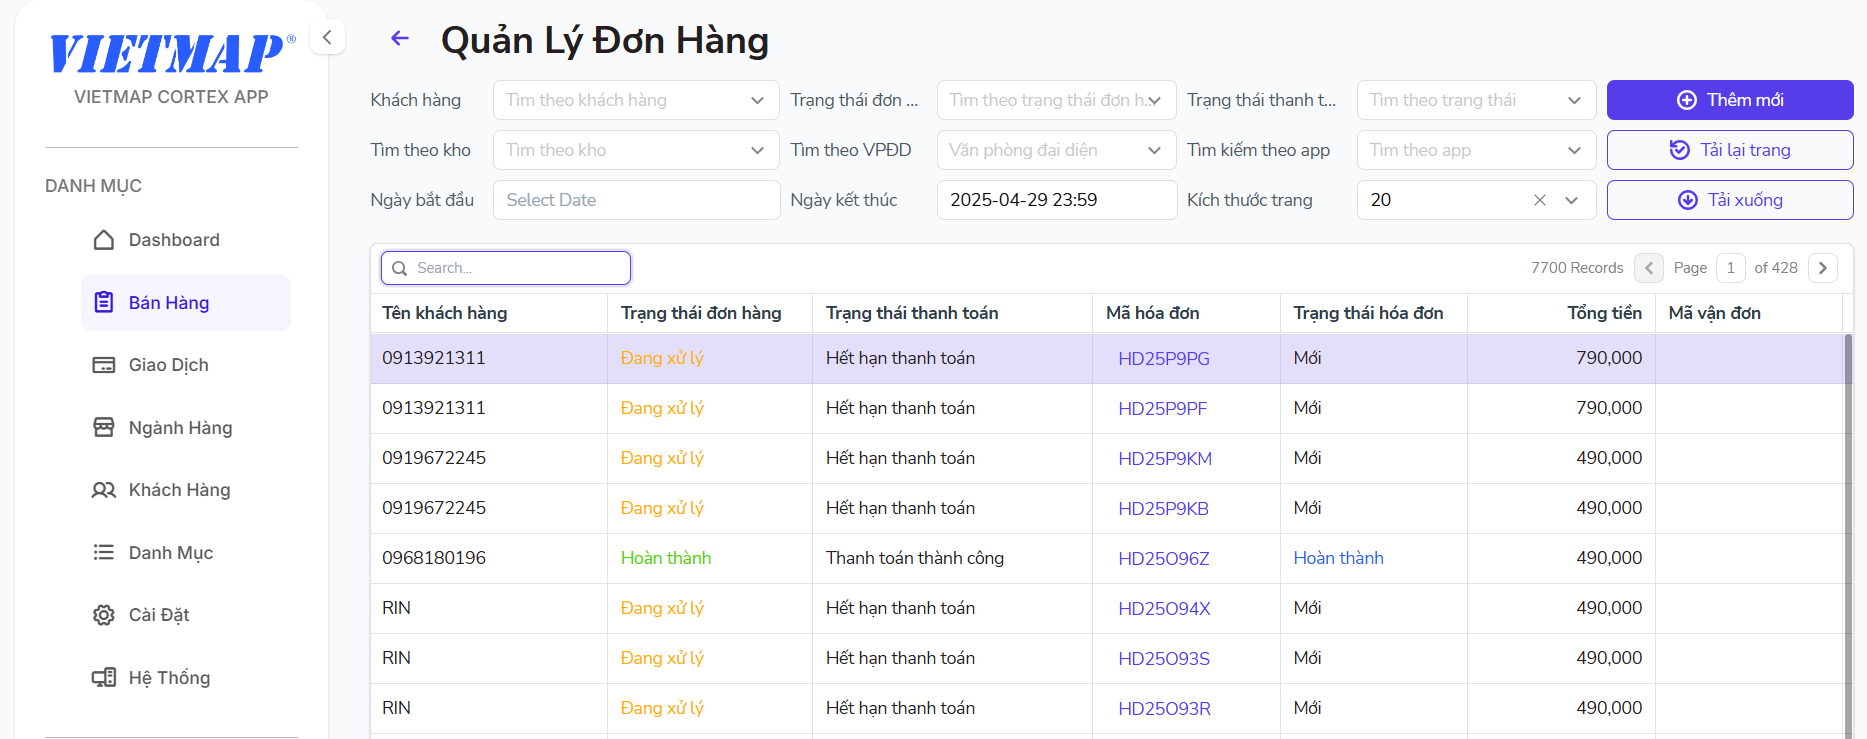 VIETMAP®
VIETMAP CORTEX APP
DANH MỤC
Dashboard
Bán Hàng
Giao Dịch
Ngành Hàng
Khách Hàng
Danh Mục
Cài Đặt
Hệ Thống
Quản Lý Đơn Hàng
Khách hàng Tìm theo khách hàng Trạng thái đơn ... Tìm theo trạng thái đơn h... Trạng thái thanh t... Tìm theo trạng thái Thêm mới
Tìm theo kho Tìm theo kho Tìm theo VPĐD Văn phòng đại diện Tìm kiếm theo app Tìm theo app Tải lại trang
Ngày bắt đầu Select Date Ngày kết thúc 2025-04-29 23:59 Kích thước trang 20 Tải xuống
Search... 7700 Records Page 1 of 428
Tên khách hàng Trạng thái đơn hàng Trạng thái thanh toán Mã hóa đơn Trạng thái hóa đơn Tổng tiền Mã vận đơn
0913921311 Đang xử lý Hết hạn thanh toán HD25P9PG Mới 790,000
0913921311 Đang xử lý Hết hạn thanh toán HD25P9PF Mới 790,000
0919672245 Đang xử lý Hết hạn thanh toán HD25P9KM Mới 490,000
0919672245 Đang xử lý Hết hạn thanh toán HD25P9KB Mới 490,000
0968180196 Hoàn thành Thanh toán thành công HD25O96Z Hoàn thành 490,000
RIN Đang xử lý Hết hạn thanh toán HD25O94X Mới 490,000
RIN Đang xử lý Hết hạn thanh toán HD25O93S Mới 490,000
RIN Đang xử lý Hết hạn thanh toán HD25O93R Mới 490,000